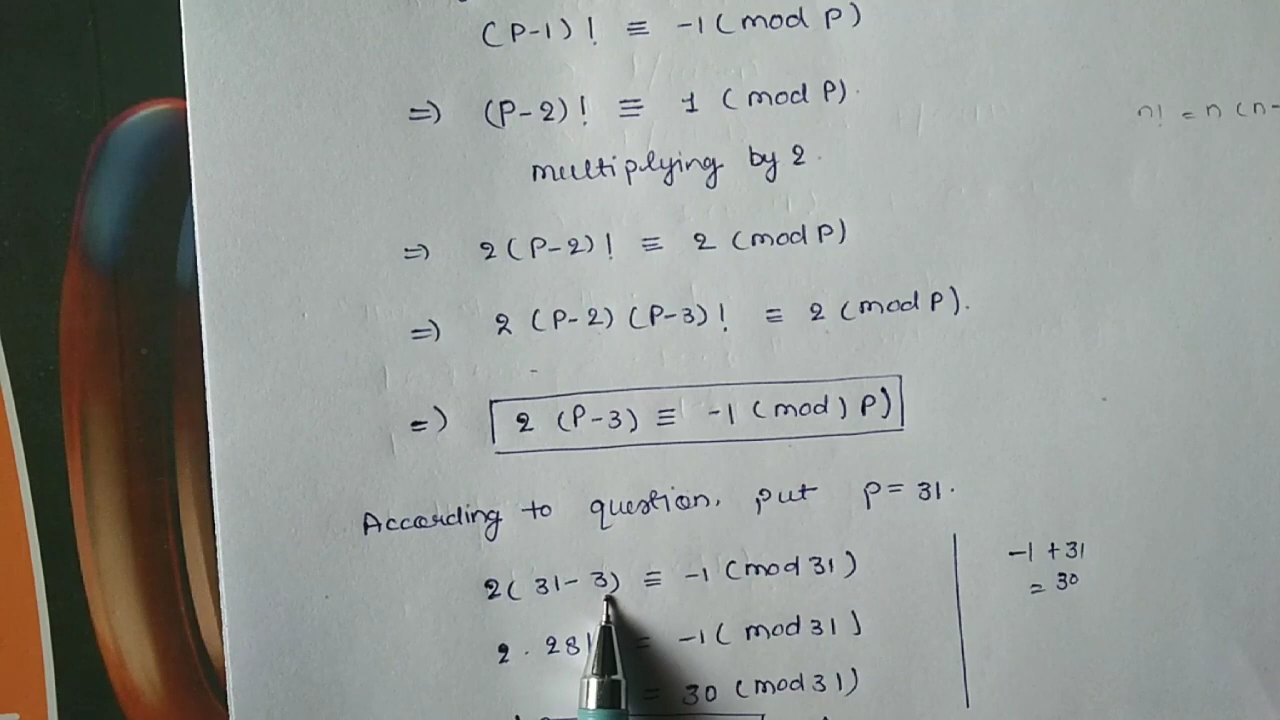 (P-1)! ≡ -1 (mod P)
⇒ (P-2)! ≡ 1 (mod P).
n! = n (n-
multiplying by 2.
⇒ 2(P-2)! ≡ 2 (mod P)
⇒ 2 (P-2) (P-3)! ≡ 2 (mod P).
⇒ 2 (P-3) ≡ -1 (mod) P)
According to question, put P = 31.
2( 31-3) ≡ -1 (mod 31)
2 . 28! = -1 ( mod 31)
= 30 (mod 31)
-1 + 31
= 30